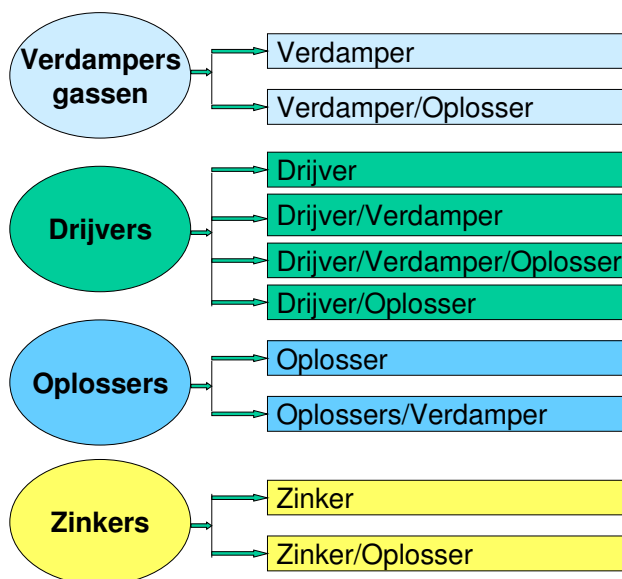 Verdampers
gassen
Verdamper
Verdamper/Oplosser
Drijvers
Drijver
Drijver/Verdamper
Drijver/Verdamper/Oplosser
Drijver/Oplosser
Oplossers
Oplosser
Oplossers/Verdamper
Zinkers
Zinker
Zinker/Oplosser